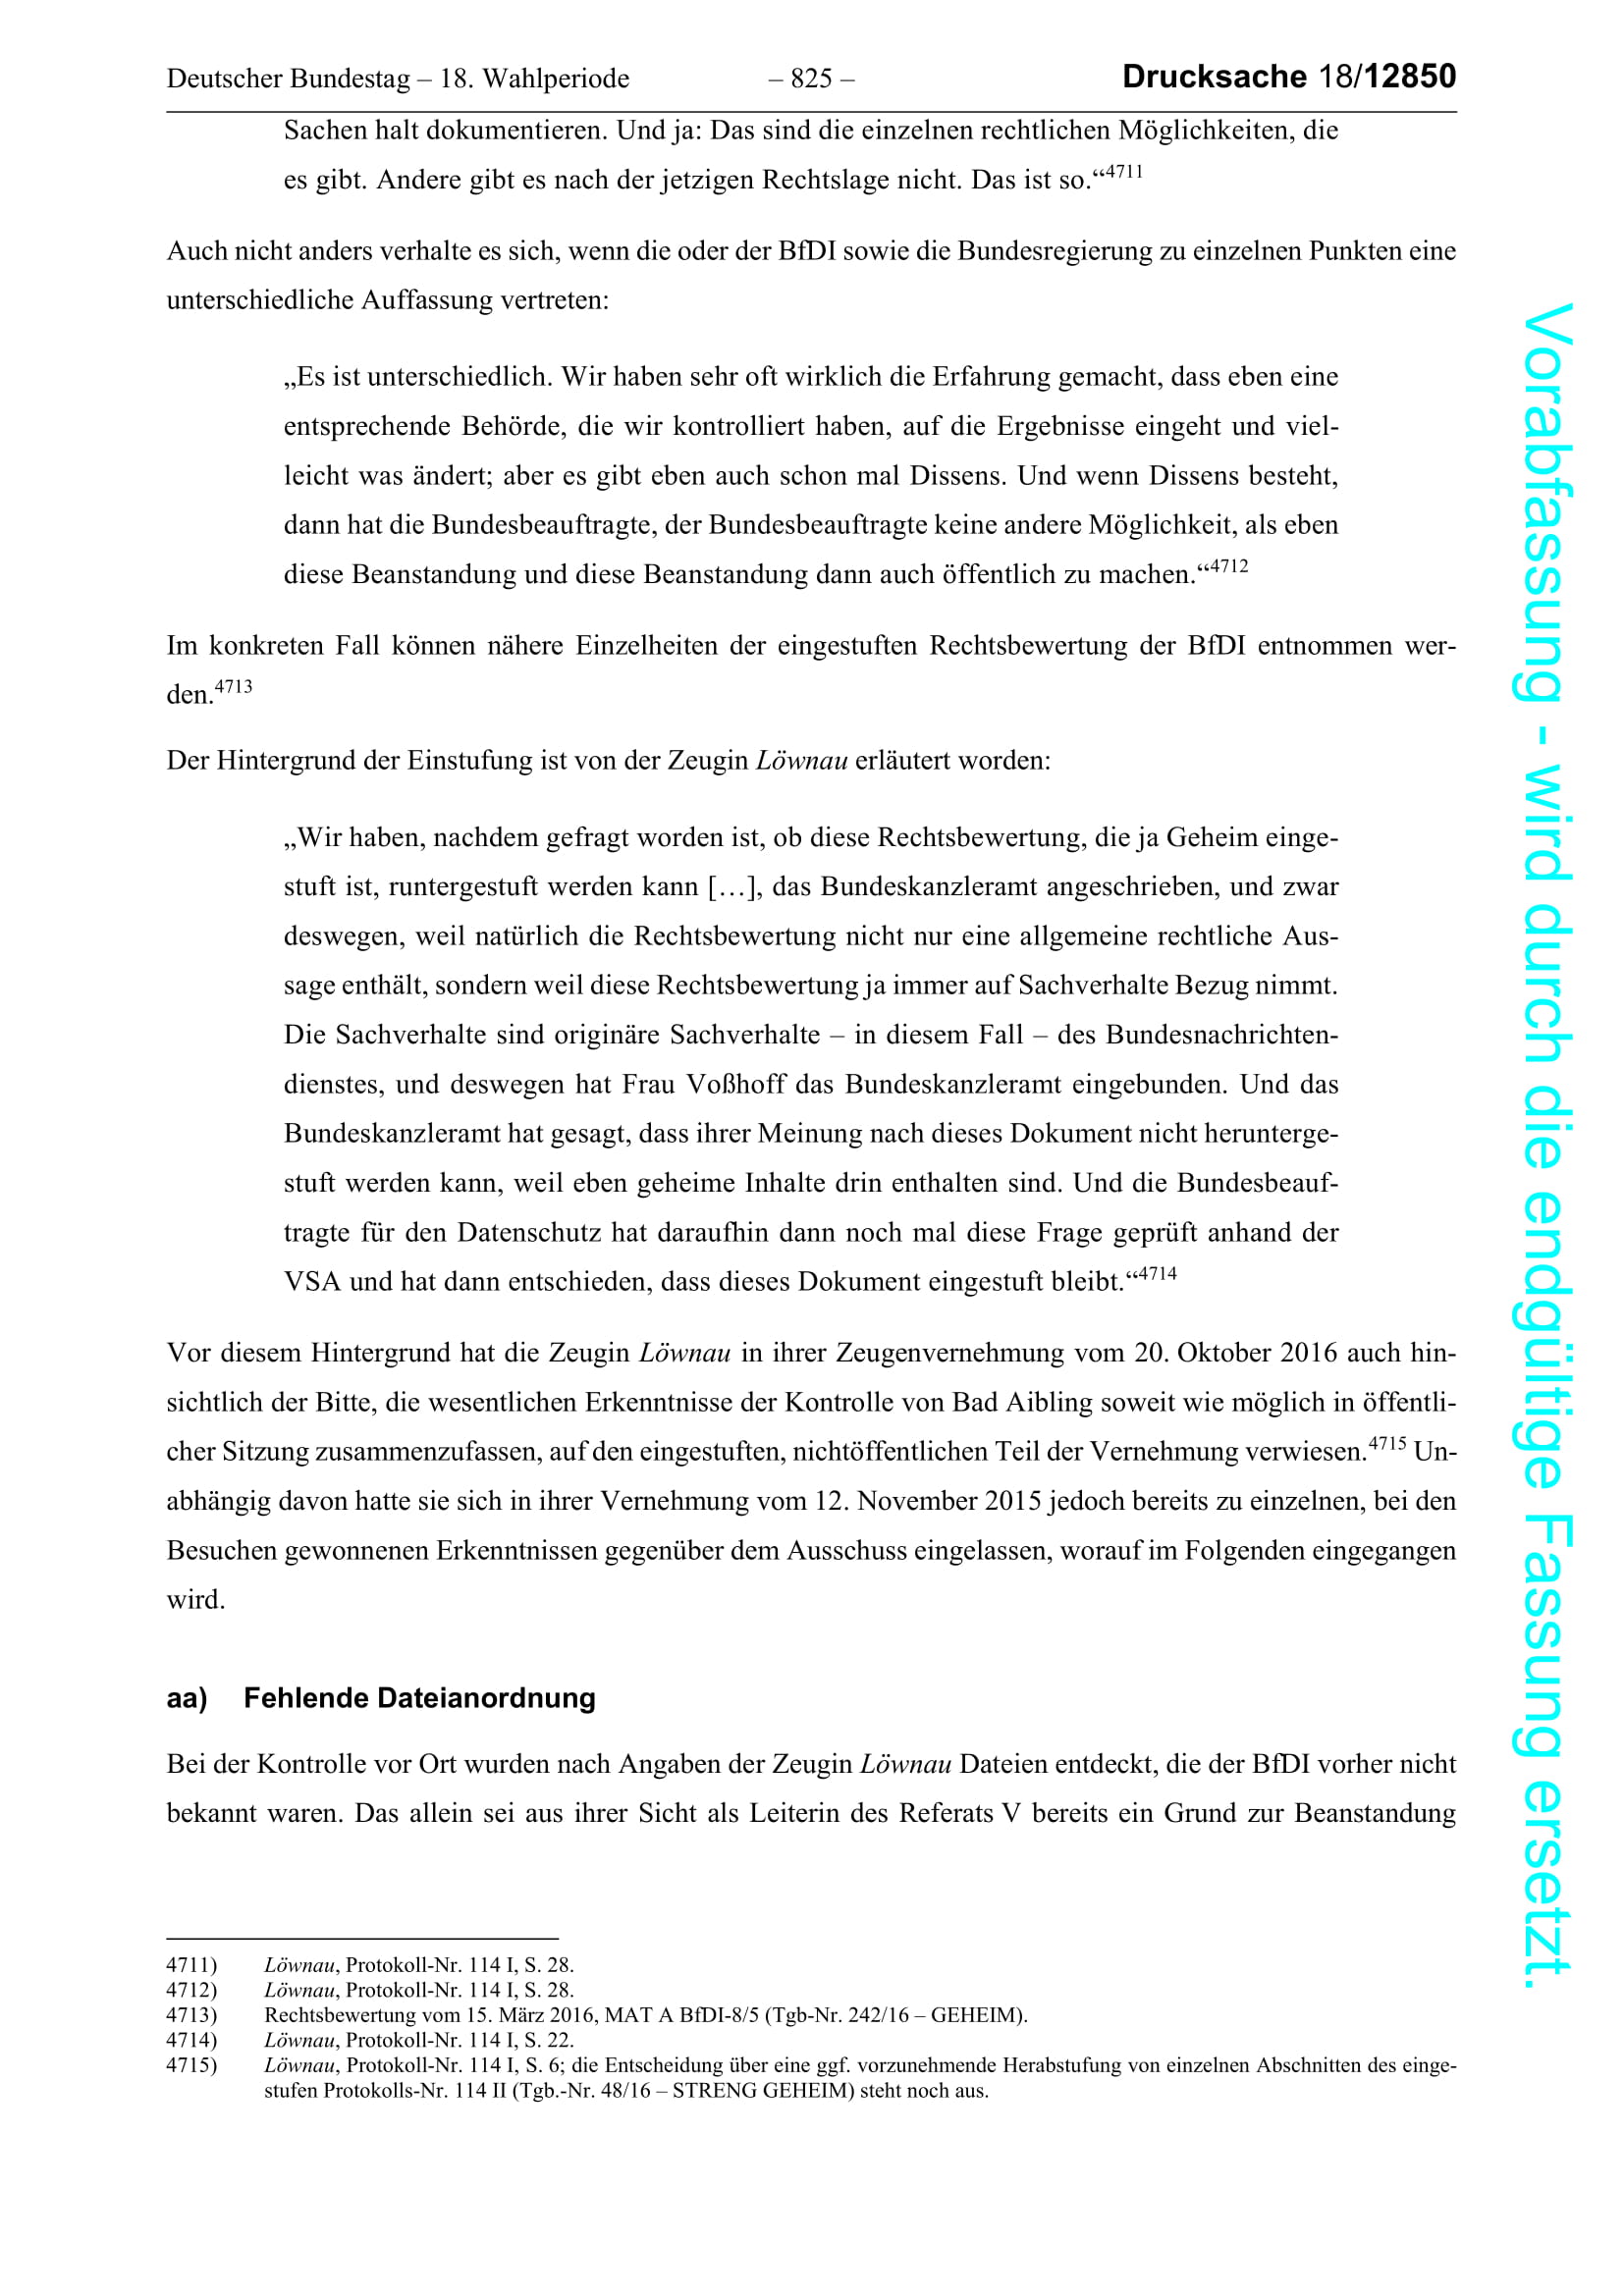 Deutscher Bundestag – 18. Wahlperiode – 825 – Drucksache 18/12850
Sachen halt dokumentieren. Und ja: Das sind die einzelnen rechtlichen Möglichkeiten, die
es gibt. Andere gibt es nach der jetzigen Rechtslage nicht. Das ist so.“4711
Auch nicht anders verhalte es sich, wenn die oder der BfDI sowie die Bundesregierung zu einzelnen Punkten eine
unterschiedliche Auffassung vertreten:
„Es ist unterschiedlich. Wir haben sehr oft wirklich die Erfahrung gemacht, dass eben eine
entsprechende Behörde, die wir kontrolliert haben, auf die Ergebnisse eingeht und viel-
leicht was ändert; aber es gibt eben auch schon mal Dissens. Und wenn Dissens besteht,
dann hat die Bundesbeauftragte, der Bundesbeauftragte keine andere Möglichkeit, als eben
diese Beanstandung und diese Beanstandung dann auch öffentlich zu machen.“4712
Im konkreten Fall können nähere Einzelheiten der eingestuften Rechtsbewertung der BfDI entnommen wer-
den.4713
Der Hintergrund der Einstufung ist von der Zeugin Löwnau erläutert worden:
„Wir haben, nachdem gefragt worden ist, ob diese Rechtsbewertung, die ja Geheim einge-
stuft ist, runtergestuft werden kann […], das Bundeskanzleramt angeschrieben, und zwar
deswegen, weil natürlich die Rechtsbewertung nicht nur eine allgemeine rechtliche Aus-
sage enthält, sondern weil diese Rechtsbewertung ja immer auf Sachverhalte Bezug nimmt.
Die Sachverhalte sind originäre Sachverhalte – in diesem Fall – des Bundesnachrichten-
dienstes, und deswegen hat Frau Voßhoff das Bundeskanzleramt eingebunden. Und das
Bundeskanzleramt hat gesagt, dass ihrer Meinung nach dieses Dokument nicht herunterge-
stuft werden kann, weil eben geheime Inhalte drin enthalten sind. Und die Bundesbeauf-
tragte für den Datenschutz hat daraufhin dann noch mal diese Frage geprüft anhand der
VSA und hat dann entschieden, dass dieses Dokument eingestuft bleibt.“4714
Vor diesem Hintergrund hat die Zeugin Löwnau in ihrer Zeugenvernehmung vom 20. Oktober 2016 auch hin-
sichtlich der Bitte, die wesentlichen Erkenntnisse der Kontrolle von Bad Aibling soweit wie möglich in öffentli-
cher Sitzung zusammenzufassen, auf den eingestuften, nichtöffentlichen Teil der Vernehmung verwiesen.4715 Un-
abhängig davon hatte sie sich in ihrer Vernehmung vom 12. November 2015 jedoch bereits zu einzelnen, bei den
Besuchen gewonnenen Erkenntnissen gegenüber dem Ausschuss eingelassen, worauf im Folgenden eingegangen
wird.
aa) Fehlende Dateianordnung
Bei der Kontrolle vor Ort wurden nach Angaben der Zeugin Löwnau Dateien entdeckt, die der BfDI vorher nicht
bekannt waren. Das allein sei aus ihrer Sicht als Leiterin des Referats V bereits ein Grund zur Beanstandung
4711) Löwnau, Protokoll-Nr. 114 I, S. 28.
4712) Löwnau, Protokoll-Nr. 114 I, S. 28.
4713) Rechtsbewertung vom 15. März 2016, MAT A BfDI-8/5 (Tgb-Nr. 242/16 – GEHEIM).
4714) Löwnau, Protokoll-Nr. 114 I, S. 22.
4715) Löwnau, Protokoll-Nr. 114 I, S. 6; die Entscheidung über eine ggf. vorzunehmende Herabstufung von einzelnen Abschnitten des einge-
stufen Protokolls-Nr. 114 II (Tgb.-Nr. 48/16 – STRENG GEHEIM) steht noch aus.
Vorabfassung - wird durch die endgültige Fassung ersetzt.